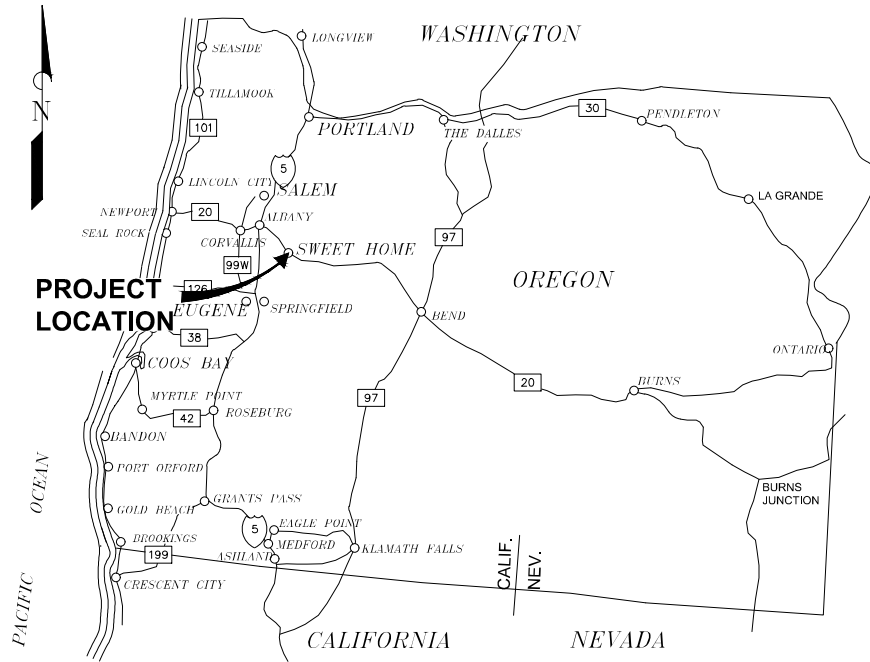 WASHINGTON
LONGVIEW
SEASIDE
N
TILLAMOOK
30
PENDLETON
101
PORTLAND
THE DALLES
5
LINCOLN CITY
SALEM
LA GRANDE
NEWPORT
20
ALBANY
SEAL ROCK
CORVALLIS
97
SWEET HOME
99W
OREGON
PROJECT
LOCATION
126
EUGENE
SPRINGFIELD
BEND
38
ONTARIO
COOS BAY
20
BURNS
MYRTLE POINT
97
42
ROSEBURG
BANDON
PORT ORFORD
OCEAN
BURNS
JUNCTION
GRANTS PASS
GOLD BEACH
5
EAGLE POINT
BROOKINGS
MEDFORD
KLAMATH FALLS
199
ASHLAND
CALIF.
NEV.
CRESCENT CITY
PACIFIC
CALIFORNIA
NEVADA